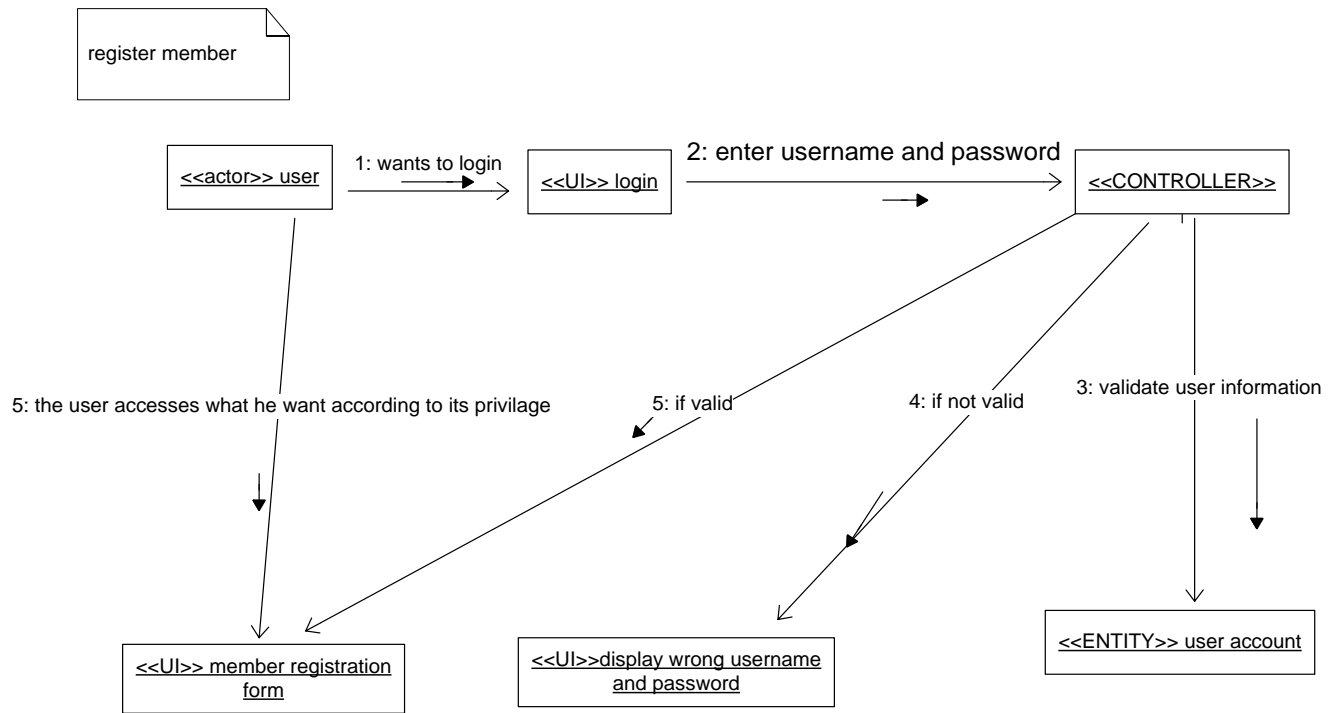 register member
1: wants to login
2: enter username and password
<<actor>> user
<<UI>> login
<<CONTROLLER>>
5: the user accesses what he want according to its privilage
5: if valid
4: if not valid
3: validate user information
<<UI>> member registration
form
<<UI>>display wrong username
and password
<<ENTITY>> user account